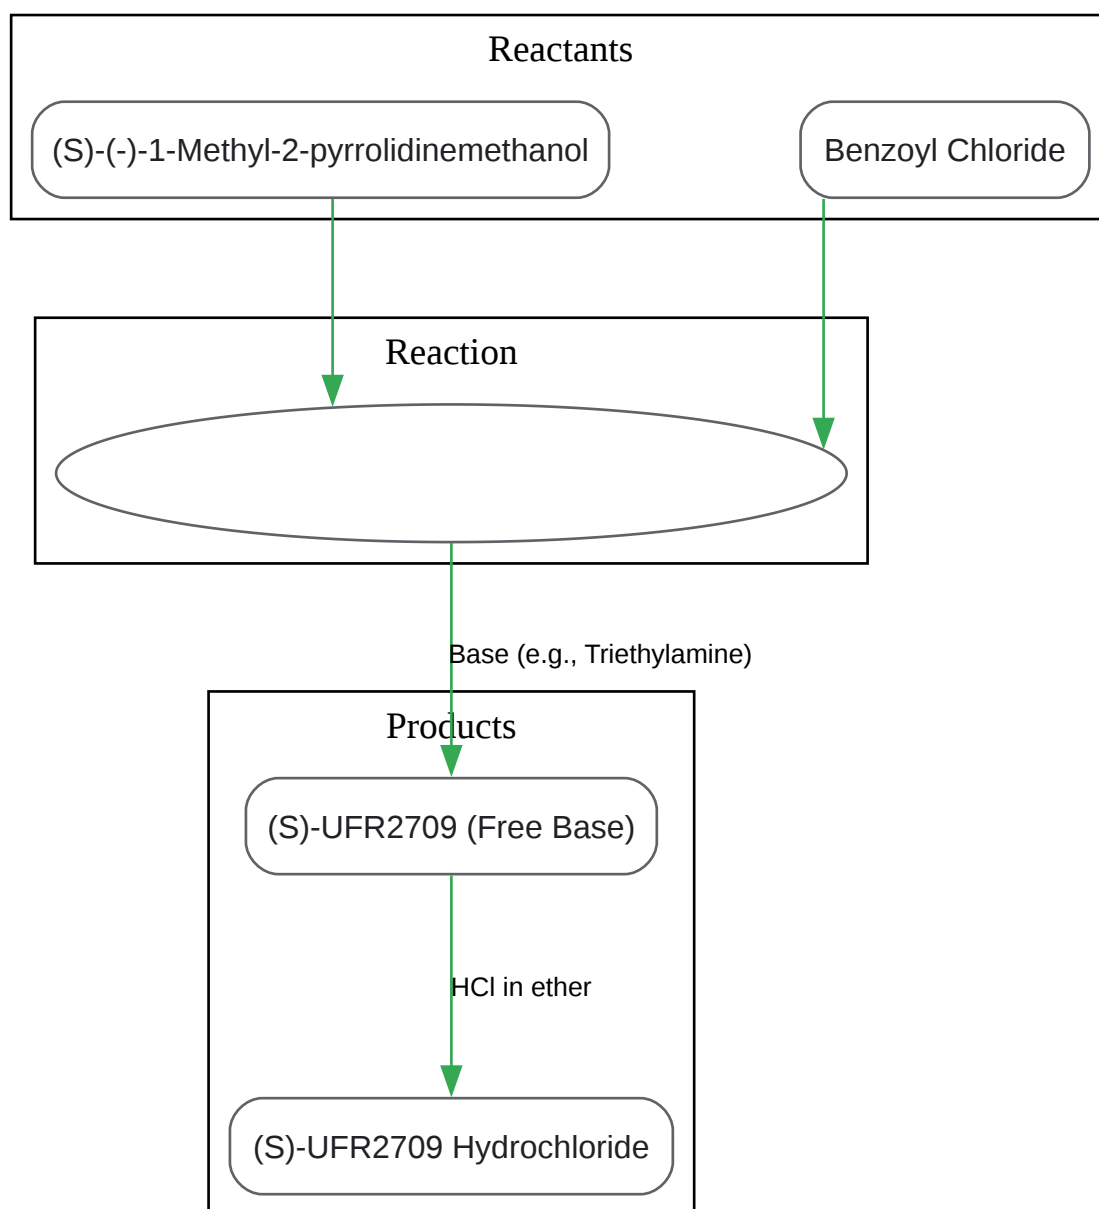 Reactants
(S)-(-)-1-Methyl-2-pyrrolidinemethanol
Benzoyl Chloride
Reaction
Base (e.g., Triethylamine)
Products
(S)-UFR2709 (Free Base)
HCl in ether
(S)-UFR2709 Hydrochloride